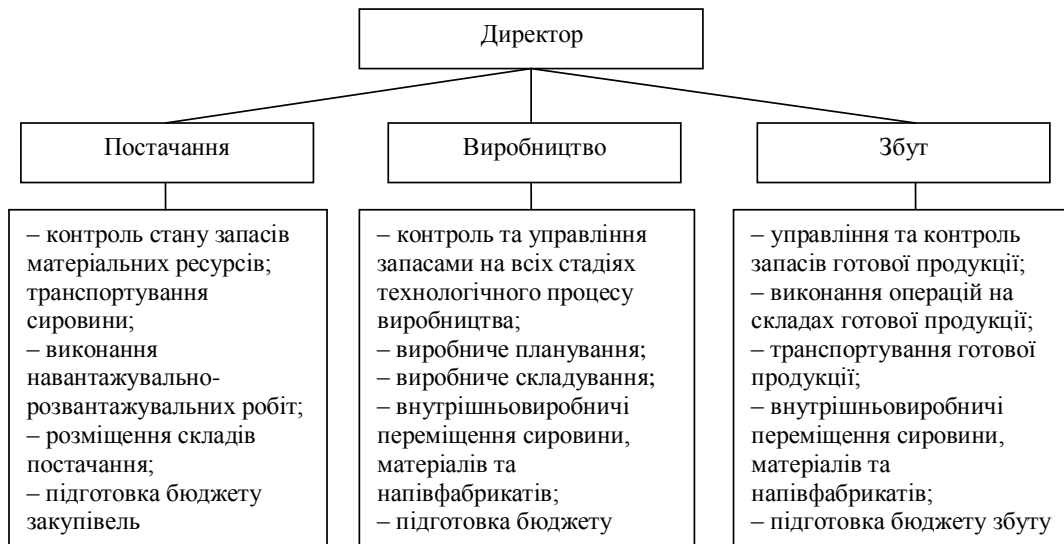 Директор
Постачання
Виробництво
Збут
– контроль стану запасів
матеріальних ресурсів;
транспортування
сировини;
– виконання
навантажувально-
розвантажувальних робіт;
– розміщення складів
постачання;
– підготовка бюджету
закупівель
– контроль та управління
запасами на всіх стадіях
технологічного процесу
виробництва;
– виробниче планування;
– виробниче складування;
– внутрішньовиробничі
переміщення сировини,
матеріалів та
напівфабрикатів;
– підготовка бюджету
– управління та контроль
запасів готової продукції;
– виконання операцій на
складах готової продукції;
– транспортування готової
продукції;
– внутрішньовиробничі
переміщення сировини,
матеріалів та
напівфабрикатів;
– підготовка бюджету збуту